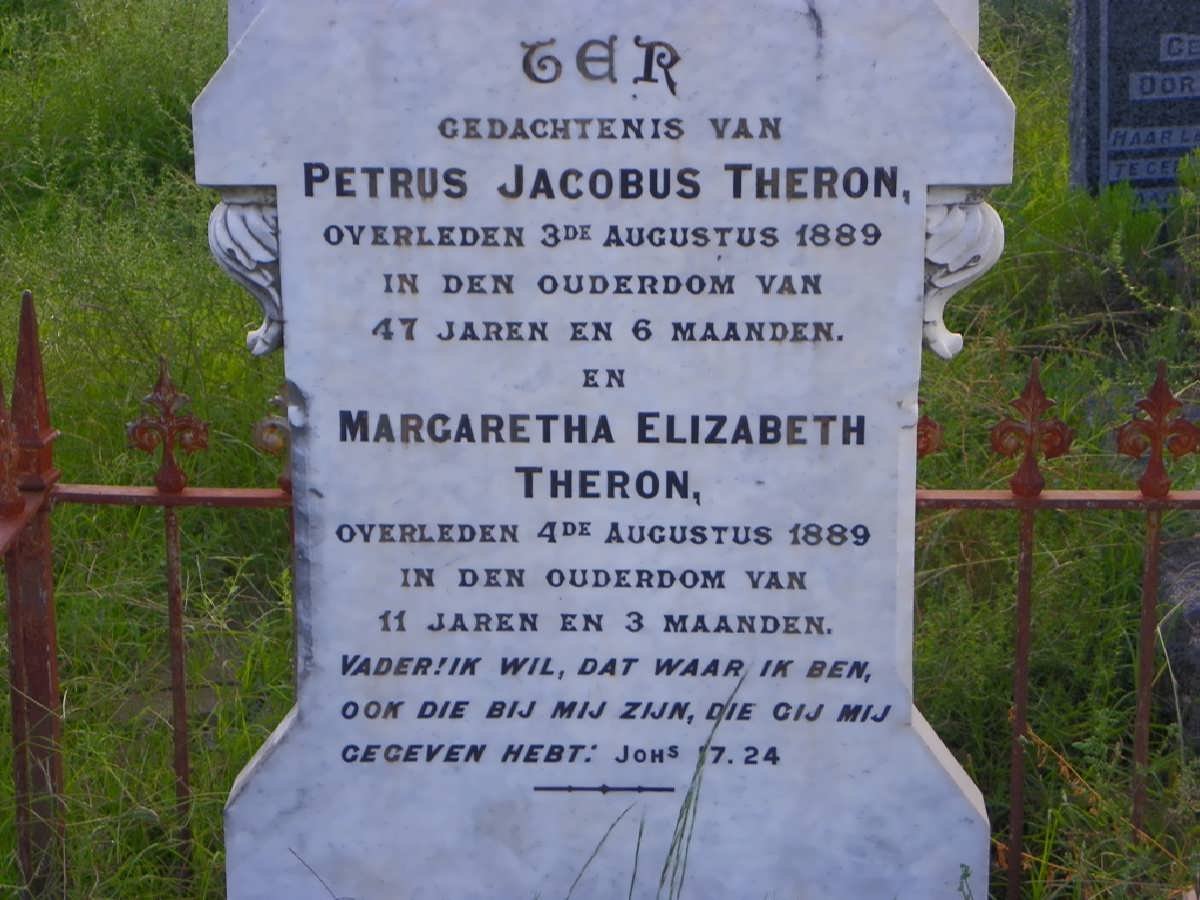 TER
GEDACHTENIS VAN
PETRUS JACOBUS THERON,
OVERLEDEN 3DE AUGUSTUS 1889
IN DEN OUDERDOM VAN
47 JAREN EN 6 MAANDEN.
EN
MARGARETHA ELIZABETH
THERON,
OVERLEDEN 4DE AUGUSTUS 1889
IN DEN OUDERDOM VAN
11 JAREN EN 3 MAANDEN.
VADER! IK WIL, DAT WAAR IK BEN,
OOK DIE BIJ MIJ ZIJN, DIE GIJ MIJ
GEGEVEN HEBT: JOHS 17. 24
HAAR